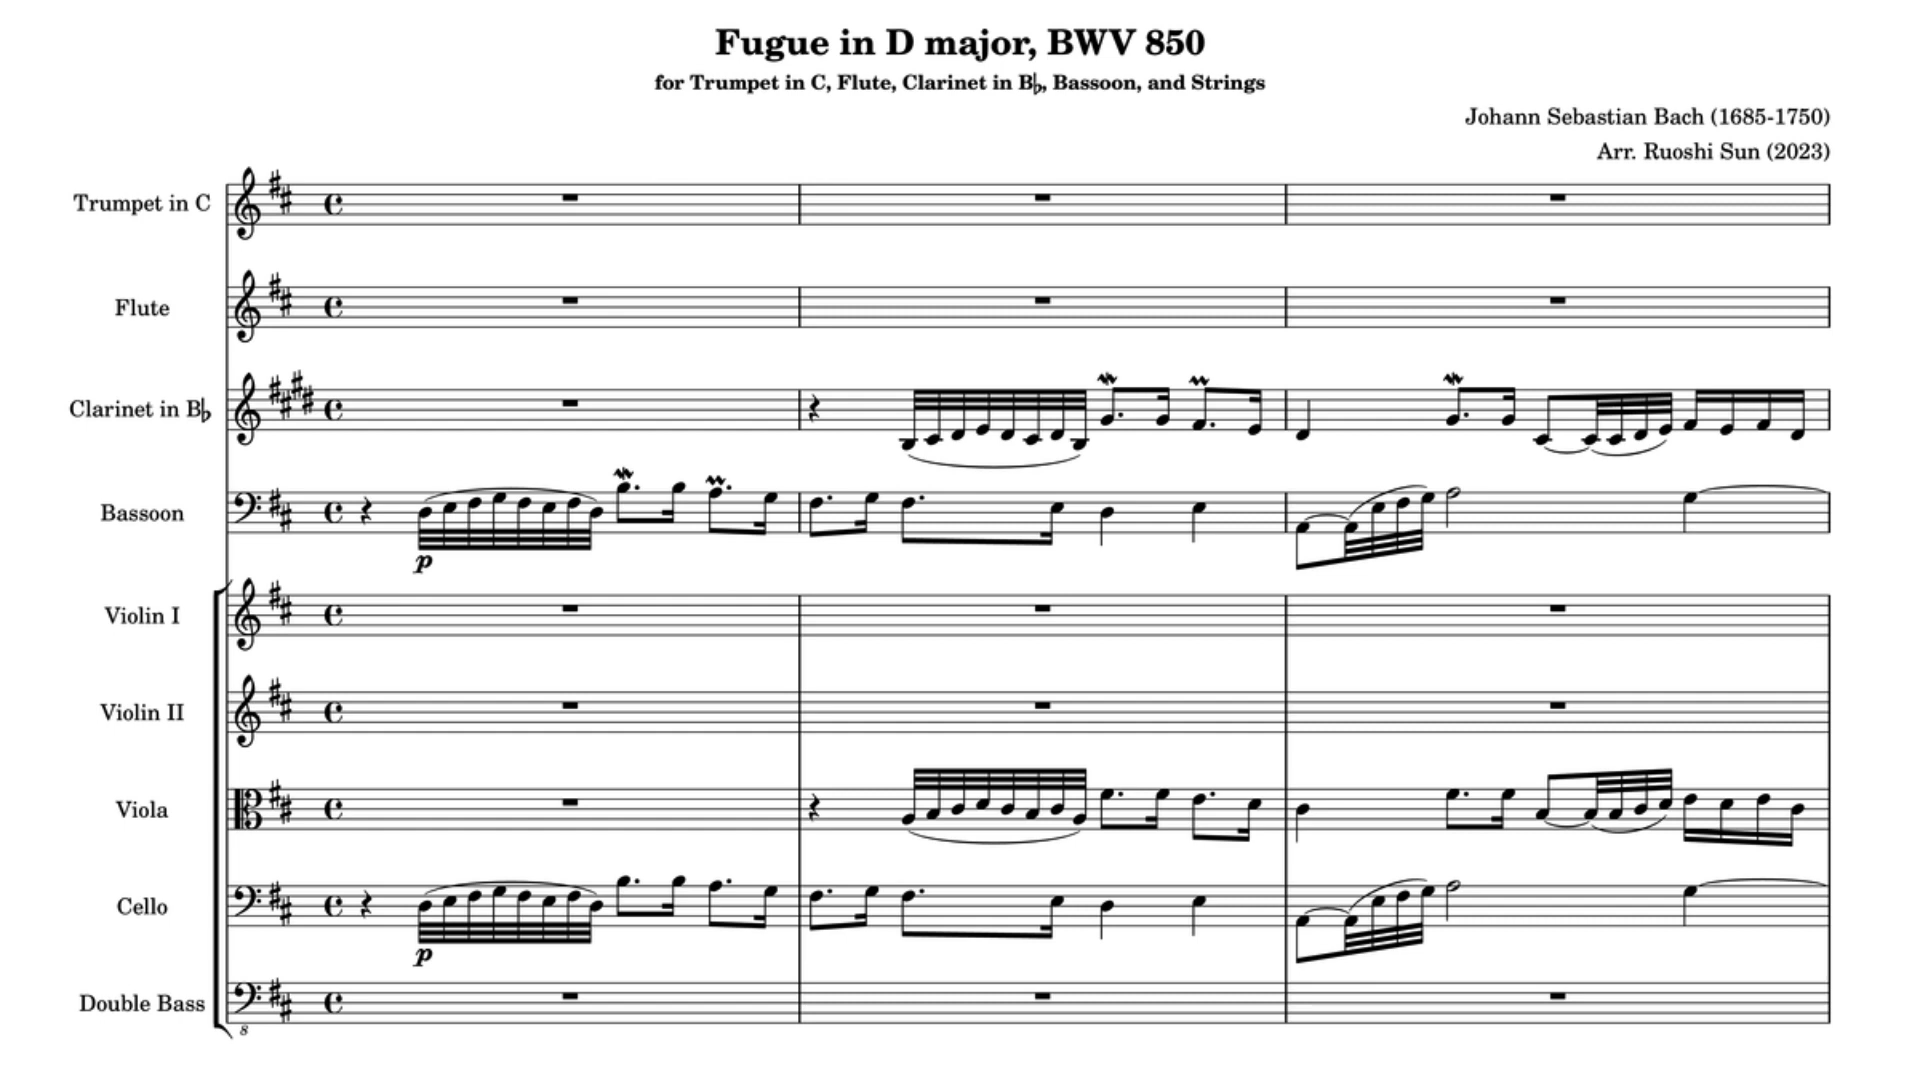 Fugue in D major, BWV 850
for Trumpet in C, Flute, Clarinet in B♭, Bassoon, and Strings
Johann Sebastian Bach (1685-1750)
Arr. Ruoshi Sun (2023)
Trumpet in C
Flute
Clarinet in B♭
Bassoon
p
Violin I
Violin II
Viola
Cello
p
Double Bass
8